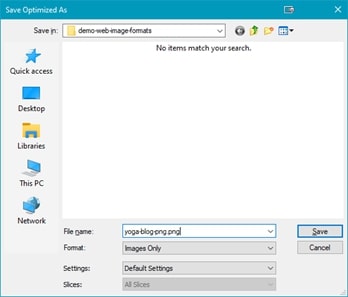 Save Optimized As
Save in:
demo-web-image-formats
No items match your search.
Quick access
Desktop
Libraries
This PC
Network
File name:
yoga-blog-png.png
Save
Format:
Images Only
Cancel
Settings:
Default Settings
Slices:
All Slices